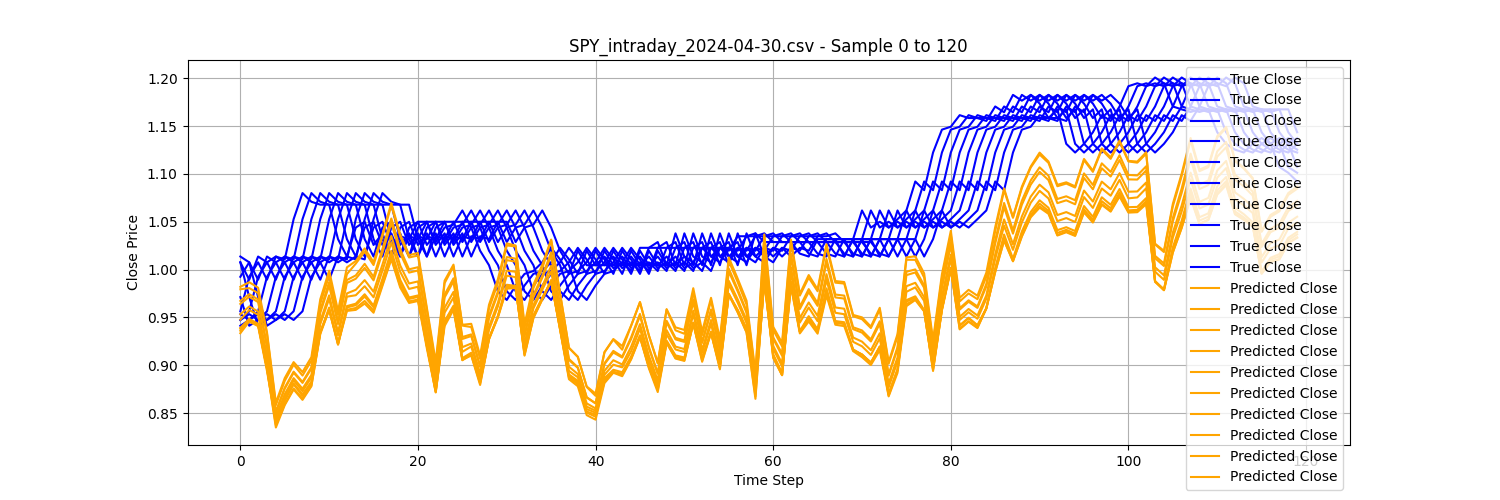 SPY_intraday_2024-04-30.csv - Sample 0 to 120
Close Price
1.20
1.15
1.10
1.05
1.00
0.95
0.90
0.85
True Close
True Close
True Close
True Close
True Close
True Close
True Close
True Close
True Close
True Close
Predicted Close
Predicted Close
Predicted Close
Predicted Close
Predicted Close
Predicted Close
Predicted Close
Predicted Close
Predicted Close
Predicted Close
0 20 40 60 80 100 120
Time Step